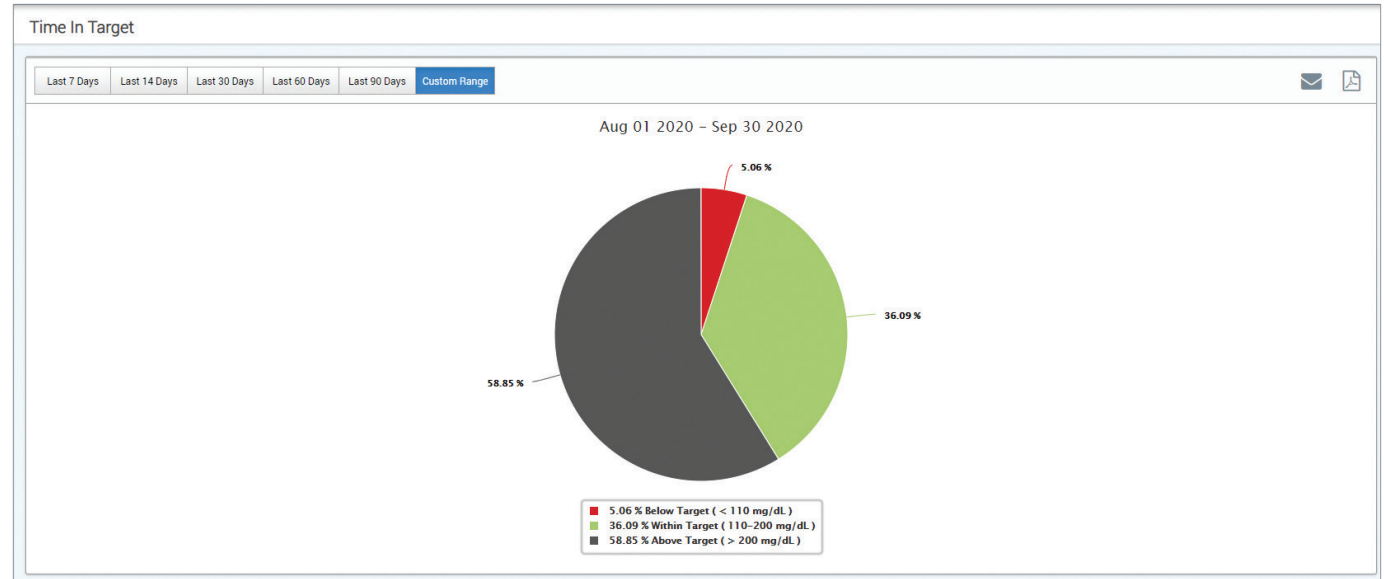 Time In Target
Last 7 Days Last 14 Days Last 30 Days Last 60 Days Last 90 Days Custom Range
Aug 01 2020 – Sep 30 2020
5.06 %
36.09 %
58.85 %
5.06 % Below Target ( < 110 mg/dL )
36.09 % Within Target ( 110–200 mg/dL )
58.85 % Above Target ( > 200 mg/dL )